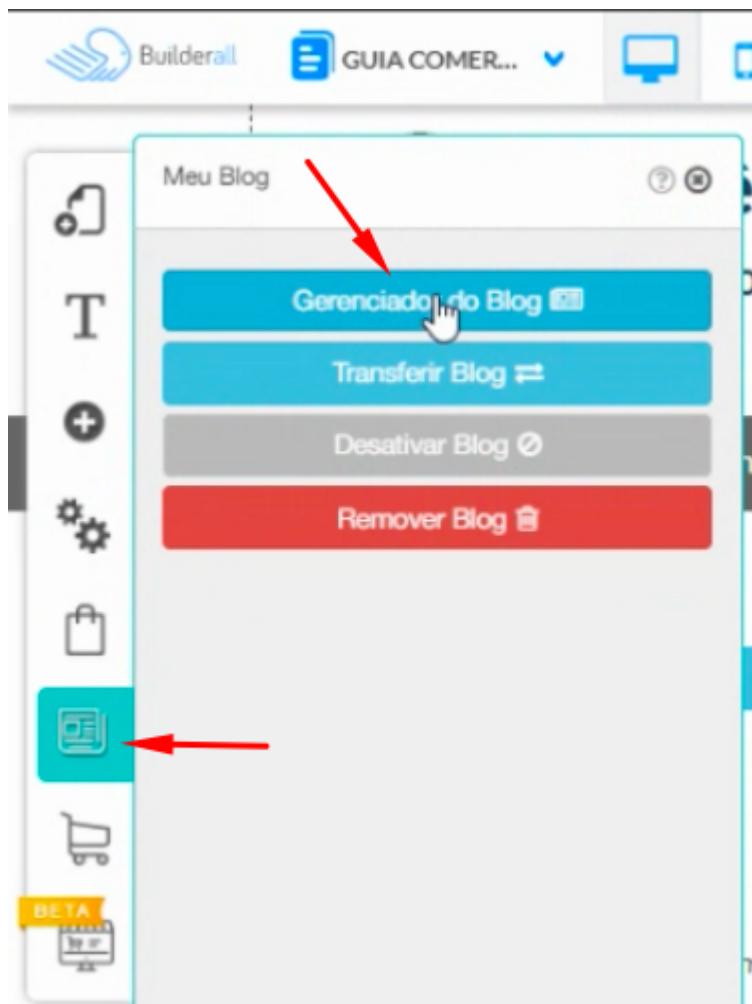 Builderall
GUIA COMER...
Meu Blog
Gerenciador do Blog
Transferir Blog
Desativar Blog
Remover Blog
T
BETA